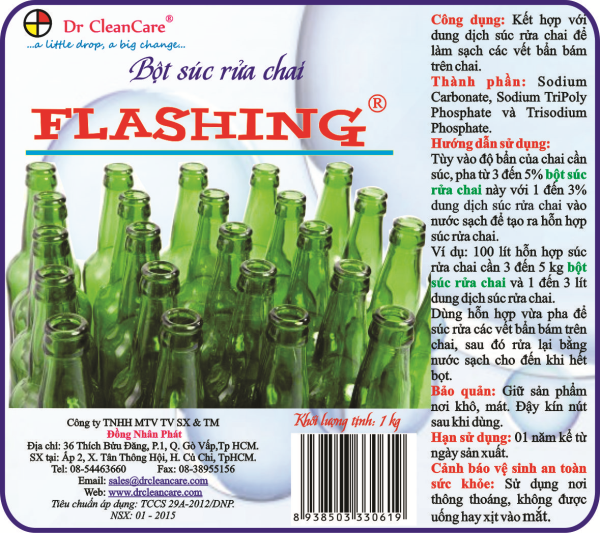 Dr CleanCare®
...a little drop, a big change...
Bột súc rửa chai
FLASHING®
Công ty TNHH MTV TV SX & TM
Đồng Nhân Phát
Địa chỉ: 36 Thích Bửu Đăng, P.1, Q. Gò Vấp,Tp HCM.
SX tại: Ấp 2, X. Tân Thông Hội, H. Củ Chi, TpHCM.
Tel: 08-54463660 Fax: 08-38955156
Email: sales@drcleancare.com
Web: www.drcleancare.com
Tiêu chuẩn áp dụng: TCCS 29A-2012/DNP.
NSX: 01 - 2015
Khối lượng tịnh: 1 kg
8 938503 330619
Công dụng: Kết hợp với
dung dịch súc rửa chai để
làm sạch các vết bẩn bám
trên chai.
Thành phần: Sodium
Carbonate, Sodium TriPoly
Phosphate và Trisodium
Phosphate.
Hướng dẫn sử dụng:
Tùy vào độ bẩn của chai cần
súc, pha từ 3 đến 5% bột súc
rửa chai này với 1 đến 3%
dung dịch súc rửa chai vào
nước sạch để tạo ra hỗn hợp
súc rửa chai.
Ví dụ: 100 lít hỗn hợp súc
rửa chai cần 3 đến 5 kg bột
súc rửa chai và 1 đến 3 lít
dung dịch súc rửa chai.
Dùng hỗn hợp vừa pha để
súc rửa các vết bẩn bám trên
chai, sau đó rửa lại bằng
nước sạch cho đến khi hết
bọt.
Bảo quản: Giữ sản phẩm
nơi khô, mát. Đậy kín nút
sau khi dùng.
Hạn sử dụng: 01 năm kể từ
ngày sản xuất.
Cảnh báo vệ sinh an toàn
sức khỏe: Sử dụng nơi
thông thoáng, không được
uống hay xịt vào mắt.